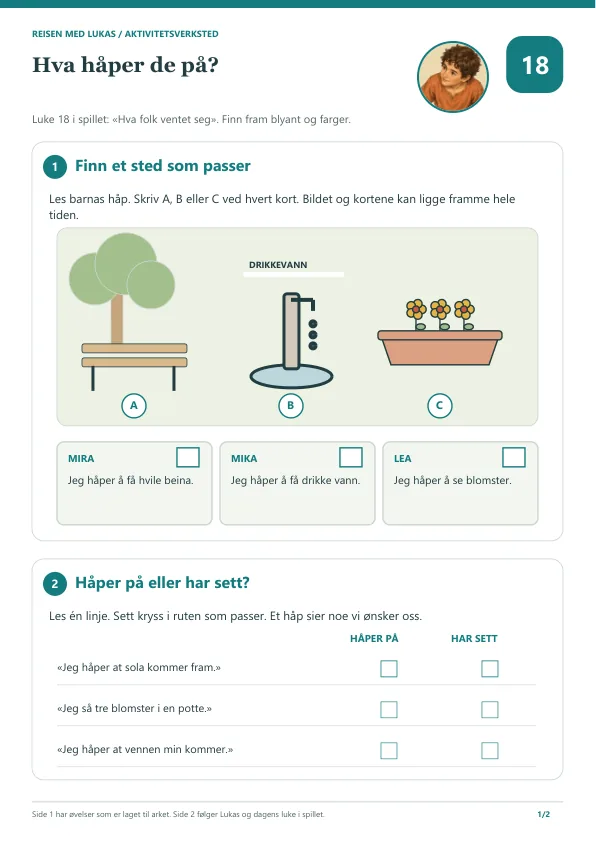 REISEN MED LUKAS / AKTIVITETSVERKSTED
Hva håper de på?
18
Luke 18 i spillet: «Hva folk ventet seg». Finn fram blyant og farger.
1 Finn et sted som passer
Les barnas håp. Skriv A, B eller C ved hvert kort. Bildet og kortene kan ligge framme hele
tiden.
DRIKKEVANN
A B C
MIRA
Jeg håper å få hvile beina.
MIKA
Jeg håper å få drikke vann.
LEA
Jeg håper å se blomster.
2 Håper på eller har sett?
Les én linje. Sett kryss i ruten som passer. Et håp sier noe vi ønsker oss.
HÅPER PÅ HAR SETT
«Jeg håper at sola kommer fram.»
«Jeg så tre blomster i en potte.»
«Jeg håper at vennen min kommer.»
Side 1 har øvelser som er laget til arket. Side 2 følger Lukas og dagens luke i spillet.
1/2